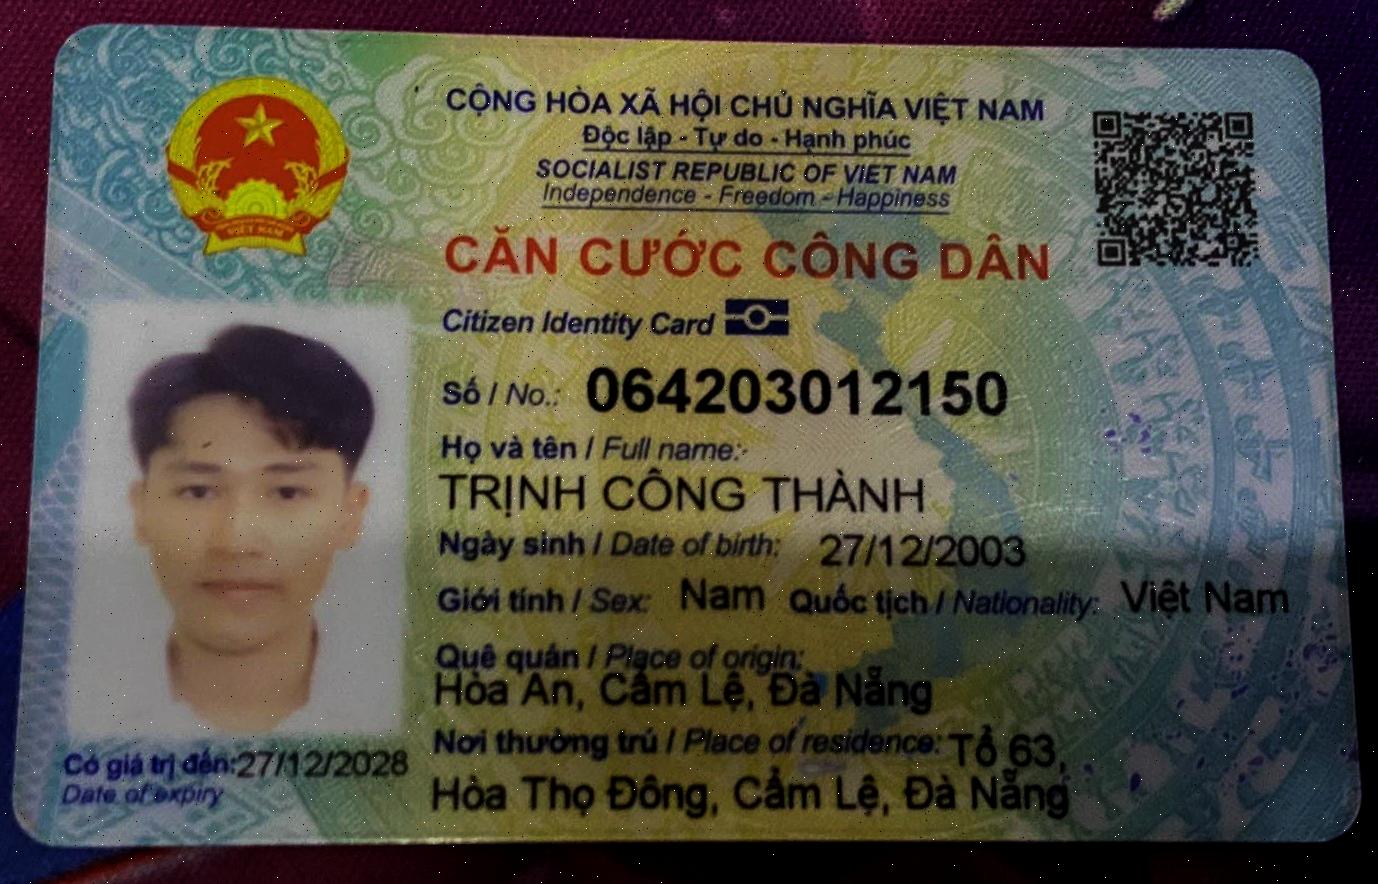 CỘNG HÒA XÃ HỘI CHỦ NGHĨA VIỆT NAM
Độc lập - Tự do - Hạnh phúc
SOCIALIST REPUBLIC OF VIET NAM
Independence - Freedom - Happiness
VIỆT NAM
CĂN CƯỚC CÔNG DÂN
Citizen Identity Card
Số / No.: 064203012150
Họ và tên / Full name:
TRỊNH CÔNG THÀNH
Ngày sinh / Date of birth: 27/12/2003
Giới tính / Sex: Nam Quốc tịch / Nationality: Việt Nam
Quê quán / Place of origin:
Hòa An, Cẩm Lệ, Đà Nẵng
Nơi thường trú / Place of residence: Tổ 63,
Hòa Thọ Đông, Cẩm Lệ, Đà Nẵng
Có giá trị đến: 27/12/2028
Date of expiry